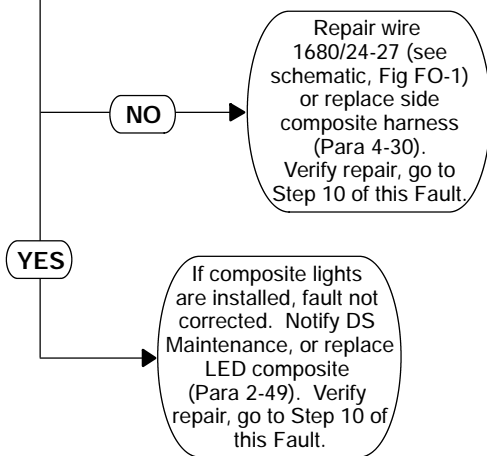 NO
Repair wire
1680/24-27 (see
schematic, Fig FO-1)
or replace side
composite harness
(Para 4-30).
Verify repair, go to
Step 10 of this Fault.
YES
If composite lights
are installed, fault not
corrected.  Notify DS
Maintenance, or replace
LED composite
(Para 2-49).  Verify
repair, go to Step 10 of
this Fault.